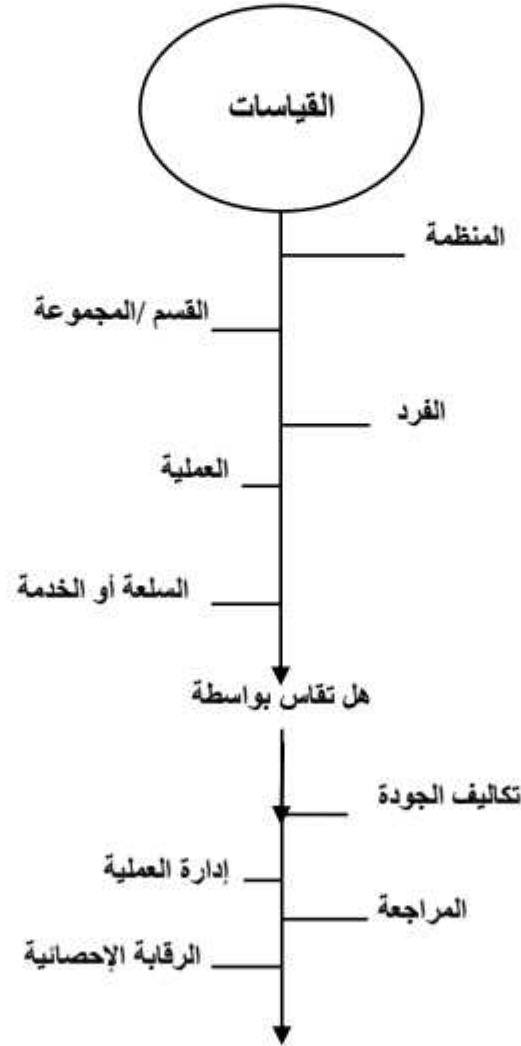 القياسات
المنظمة
القسم /المجموعة
الفرد
العملية
السلعة أو الخدمة
هل تقاس بواسطة
تكاليف الجودة
إدارة العملية
المراجعة
الرقابة الإحصائية